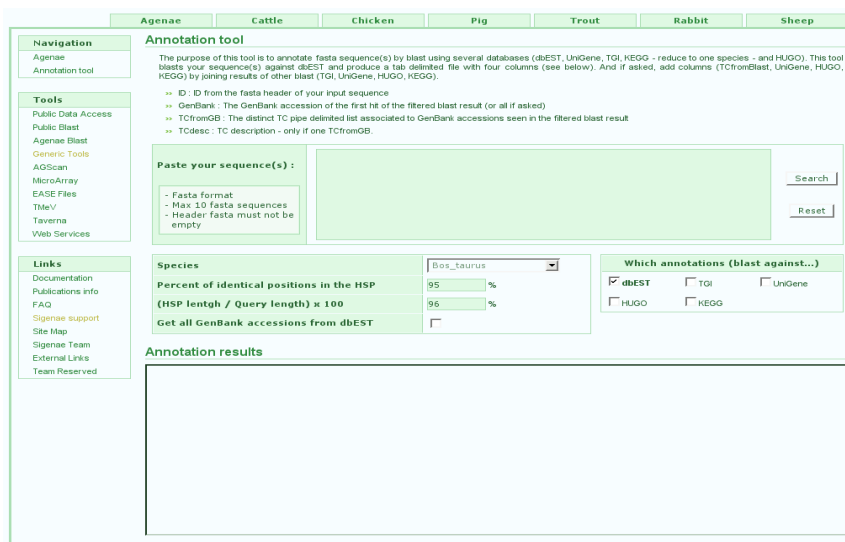 Agenae Cattle Chicken Pig Trout Rabbit Sheep
Navigation
Agenae
Annotation tool
Tools
Public Data Access
Public Blast
Agenae Blast
Generic Tools
AGScan
MicroArray
EASE Files
TMeV
Taverna
Web Services
Links
Documentation
Publications info
FAQ
Sigenae support
Site Map
Sigenae Team
External Links
Team Reserved
Annotation tool
The purpose of this tool is to annotate fasta sequence(s) by blast using several databases (dbEST, UniGene, TGI, KEGG - reduce to one species - and HUGO). This tool
blasts your sequence(s) against dbEST and produce a tab delimited file with four columns (see below). And if asked, add columns (TCfromBlast, UniGene, HUGO,
KEGG) by joining results of other blast (TGI, UniGene, HUGO, KEGG).
»» ID : ID from the fasta header of your input sequence
»» GenBank : The GenBank accession of the first hit of the filtered blast result (or all if asked)
»» TCfromGB : The distinct TC pipe delimited list associated to GenBank accessions seen in the filtered blast result
»» TCdesc : TC description - only if one TCfromGB.
Paste your sequence(s) :
- Fasta format
- Max 10 fasta sequences
- Header fasta must not be
empty
Search
Reset
Species Bos_taurus
Percent of identical positions in the HSP 95 %
(HSP lentgh / Query length) x 100 96 %
Get all GenBank accessions from dbEST
Which annotations (blast against...)
dbEST TGI UniGene
HUGO KEGG
Annotation results